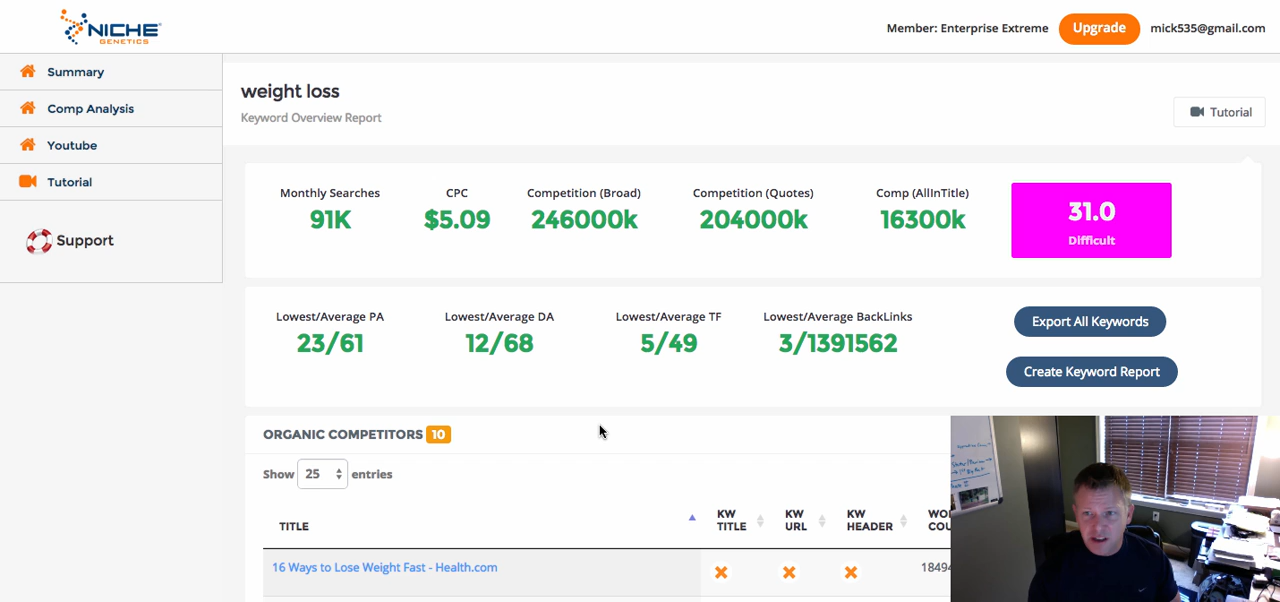 NICHE
GENETICS
Member: Enterprise Extreme
Upgrade
mick535@gmail.com
Summary
Comp Analysis
Youtube
Tutorial
Support
weight loss
Keyword Overview Report
Tutorial
Monthly Searches
91K
CPC
$5.09
Competition (Broad)
246000k
Competition (Quotes)
204000k
Comp (AllInTitle)
16300k
31.0
Difficult
Lowest/Average PA
23/61
Lowest/Average DA
12/68
Lowest/Average TF
5/49
Lowest/Average BackLinks
3/1391562
Export All Keywords
Create Keyword Report
ORGANIC COMPETITORS 10
Show 25 entries
TITLE
KW
TITLE
KW
URL
KW
HEADER
WOR
COU
16 Ways to Lose Weight Fast - Health.com
18494